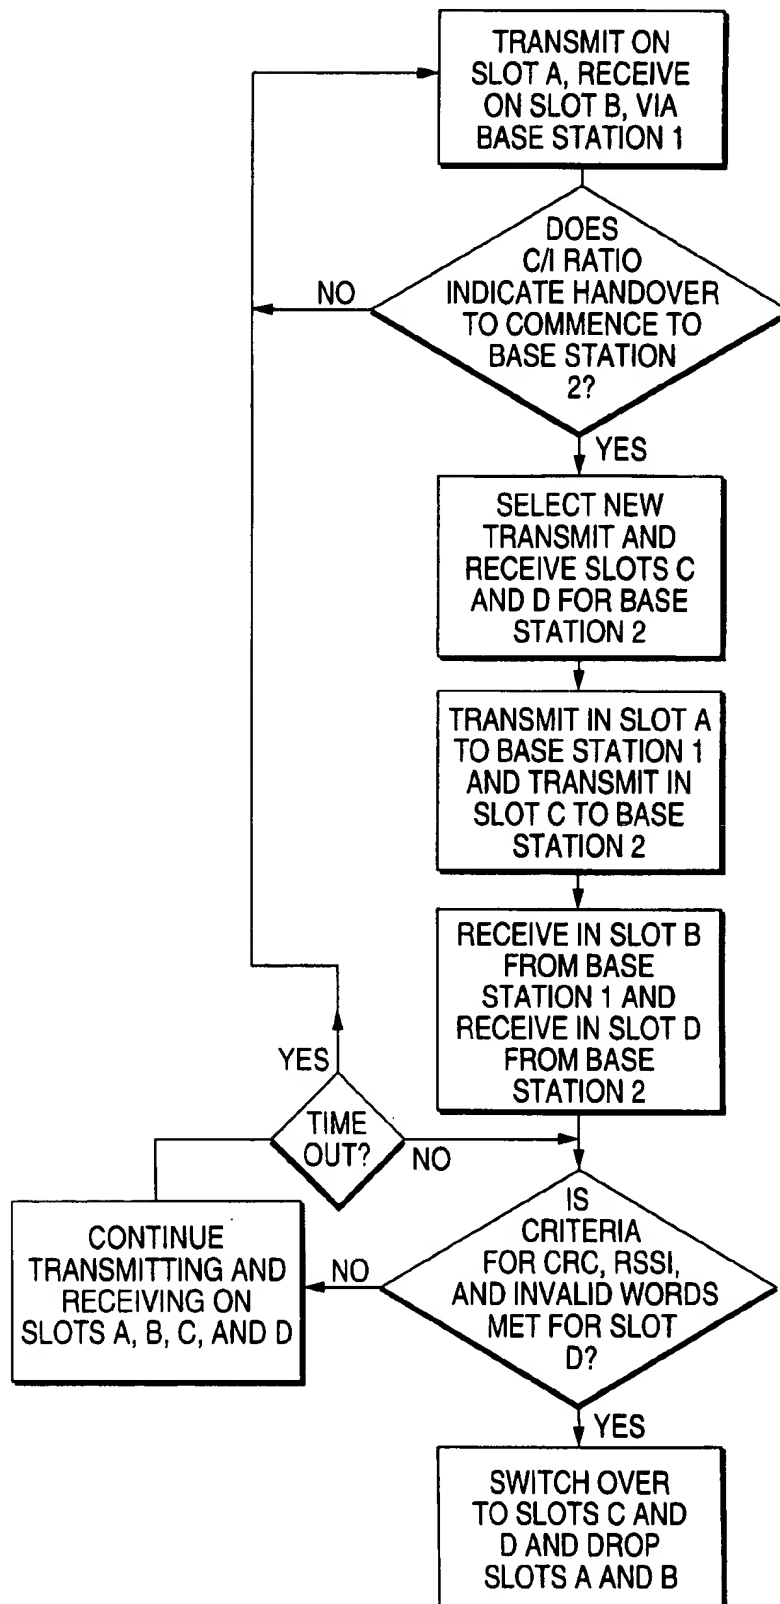 TRANSMIT ON
SLOT A, RECEIVE
ON SLOT B, VIA
BASE STATION 1
DOES
C/I RATIO
INDICATE HANDOVER
TO COMMENCE TO
BASE STATION
2?
NO
YES
SELECT NEW
TRANSMIT AND
RECEIVE SLOTS C
AND D FOR BASE
STATION 2
TRANSMIT IN SLOT A
TO BASE STATION 1
AND TRANSMIT IN
SLOT C TO BASE
STATION 2
RECEIVE IN SLOT B
FROM BASE
STATION 1 AND
RECEIVE IN SLOT D
FROM BASE
STATION 2
YES
TIME
OUT?
NO
IS
CRITERIA
FOR CRC, RSSI,
AND INVALID WORDS
MET FOR SLOT
D?
NO
CONTINUE
TRANSMITTING AND
RECEIVING ON
SLOTS A, B, C, AND D
YES
SWITCH OVER
TO SLOTS C AND
D AND DROP
SLOTS A AND B